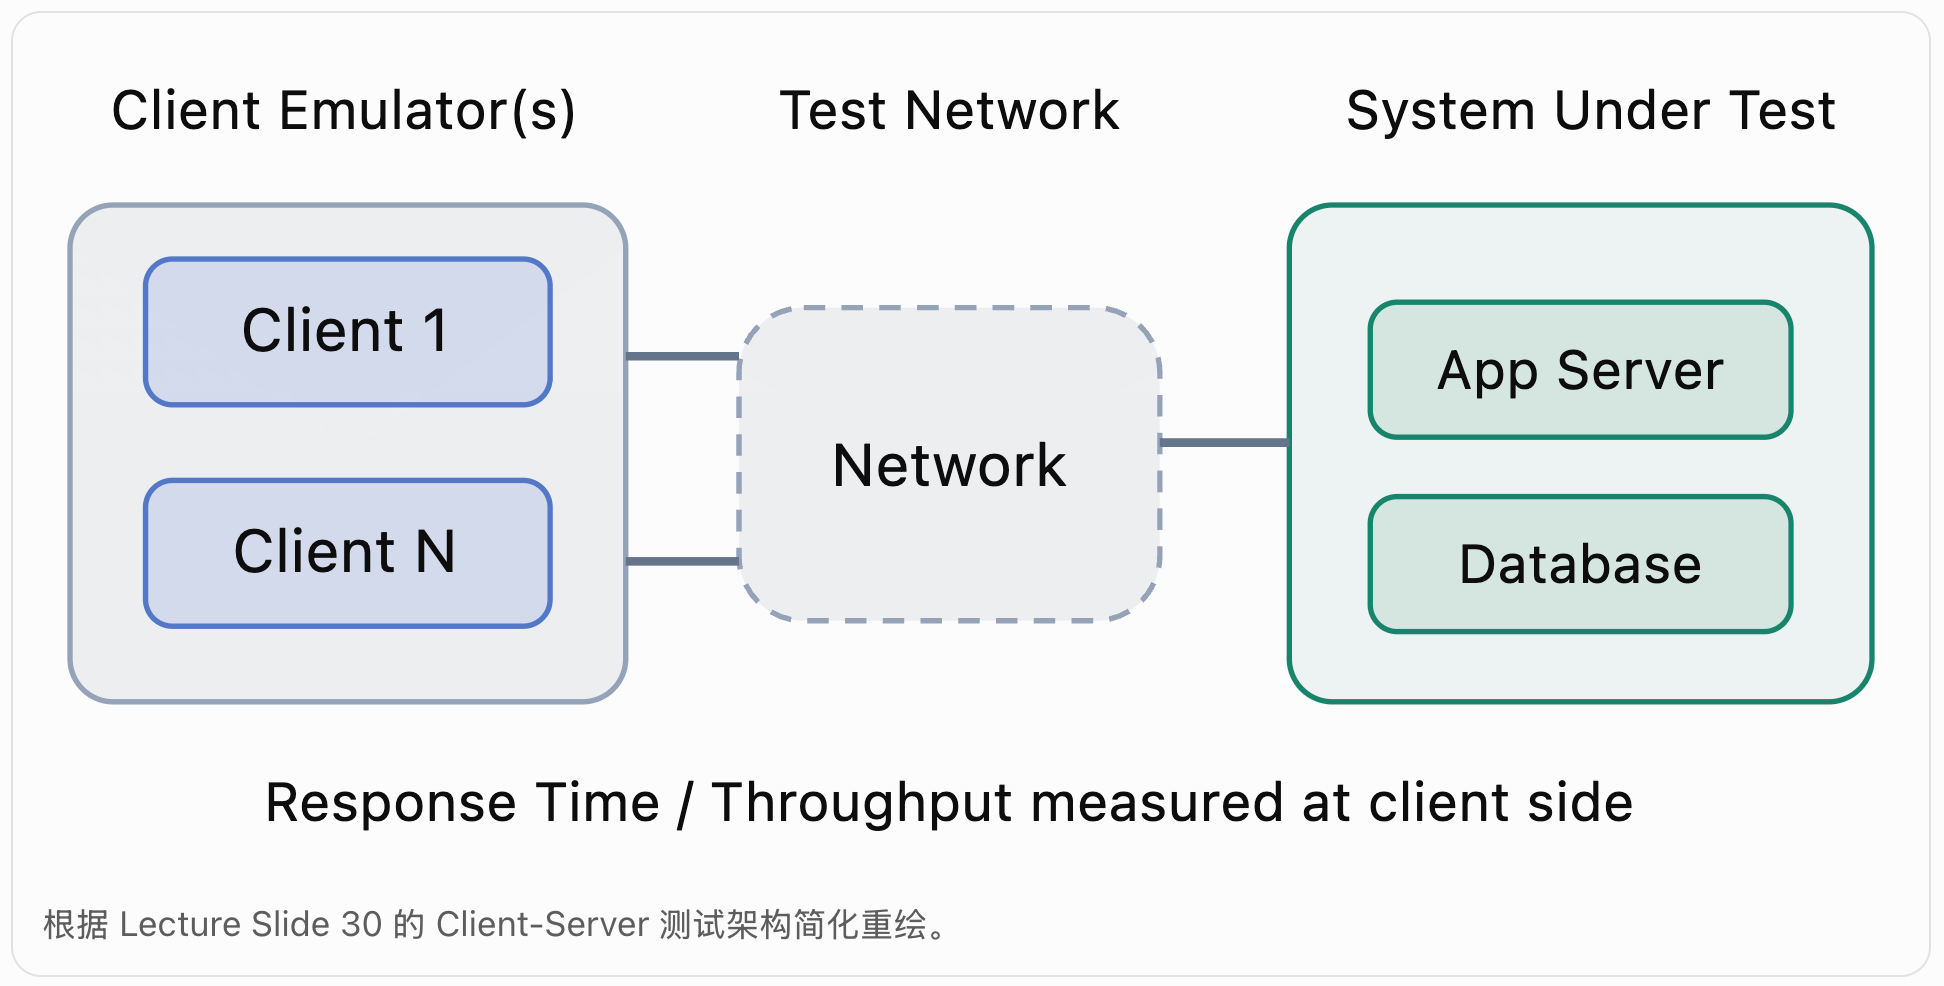 Client Emulator(s)
Test Network
System Under Test
Client 1
Client N
Network
App Server
Database
Response Time / Throughput measured at client side
根据 Lecture Slide 30 的 Client-Server 测试架构简化重绘。